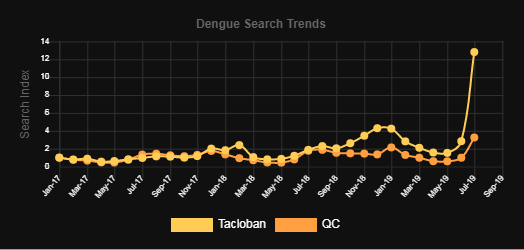 Dengue Search Trends
Search Index
14
12
10
8
6
4
2
0
Jan-17
Mar-17
May-17
Jul-17
Sep-17
Nov-17
Jan-18
Mar-18
May-18
Jul-18
Sep-18
Nov-18
Jan-19
Mar-19
May-19
Jul-19
Sep-19
Tacloban
QC